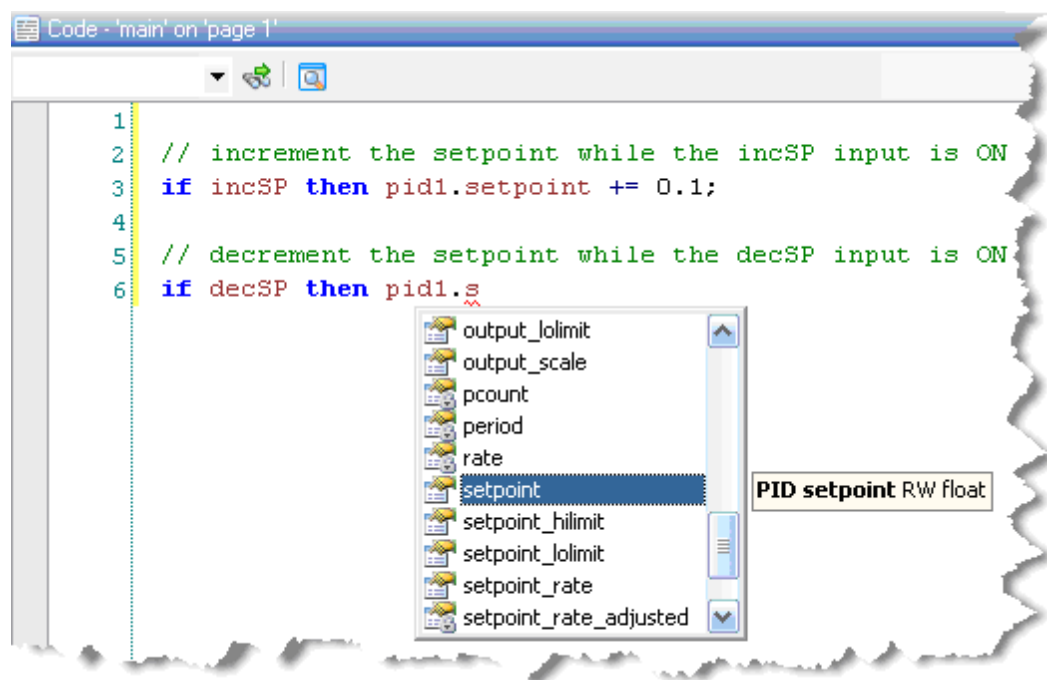 Code - 'main' on 'page 1'
1
2 // increment the setpoint while the incSP input is ON
3 if incSP then pid1.setpoint += 0.1;
4
5 // decrement the setpoint while the decSP input is ON
6 if decSP then pid1.s
output_lolimit
output_scale
pcount
period
rate
setpoint
PID setpoint RW float
setpoint_hilimit
setpoint_lolimit
setpoint_rate
setpoint_rate_adjusted